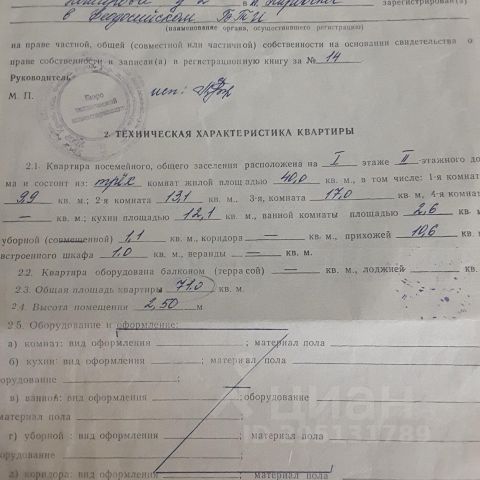 зарегистрирован(а)
в Феодосийском БТИ
(наименование органа, осуществляющего регистрацию)
на праве частной, общей (совместной или частичной) собственности на основании свидетельства о
праве собственности и записан(а) в регистрационную книгу за № 14
Руководитель
М. П. исп:
Бюро технической инвентаризации
2. ТЕХНИЧЕСКАЯ ХАРАКТЕРИСТИКА КВАРТИРЫ
2.1. Квартира посемейного, общего заселения расположена на I этаже II-этажного до-
ма и состоит из: трёх комнат жилой площадью 40,0 кв. м., в том числе: 1-я комната
9,9 кв. м.; 2-я комната 13,1 кв.. м., 3-я, комната 17,0 кв. м, 4-я комната
— кв. м.; кухни площадью 12,1 кв. м., ванной комнаты площадью 2,6 кв. м
уборной (совмещенной) 1,1 кв. м, коридора — кв. м., прихожей 10,6 кв. м.
встроенного шкафа 1,0 кв. м., веранды — кв. м.
2.2. Квартира оборудована балконом (террасой) — кв. м., лоджией — кв. м.
2.3. Общая площадь квартиры 71,0 кв. м.
2.4. Высота помещения 2,50 м
2.5. Оборудование и оформление:
а) комнат: вид оформления ; материал пола
б) кухни: вид оформления ; материал пола
оборудование
в) ванной: вид оформления ; оборудование
материал пола
г) уборной: вид оформления ; материал пола
оборудование
д) коридора: вид оформления ; материал пола
циан
ID 305131789